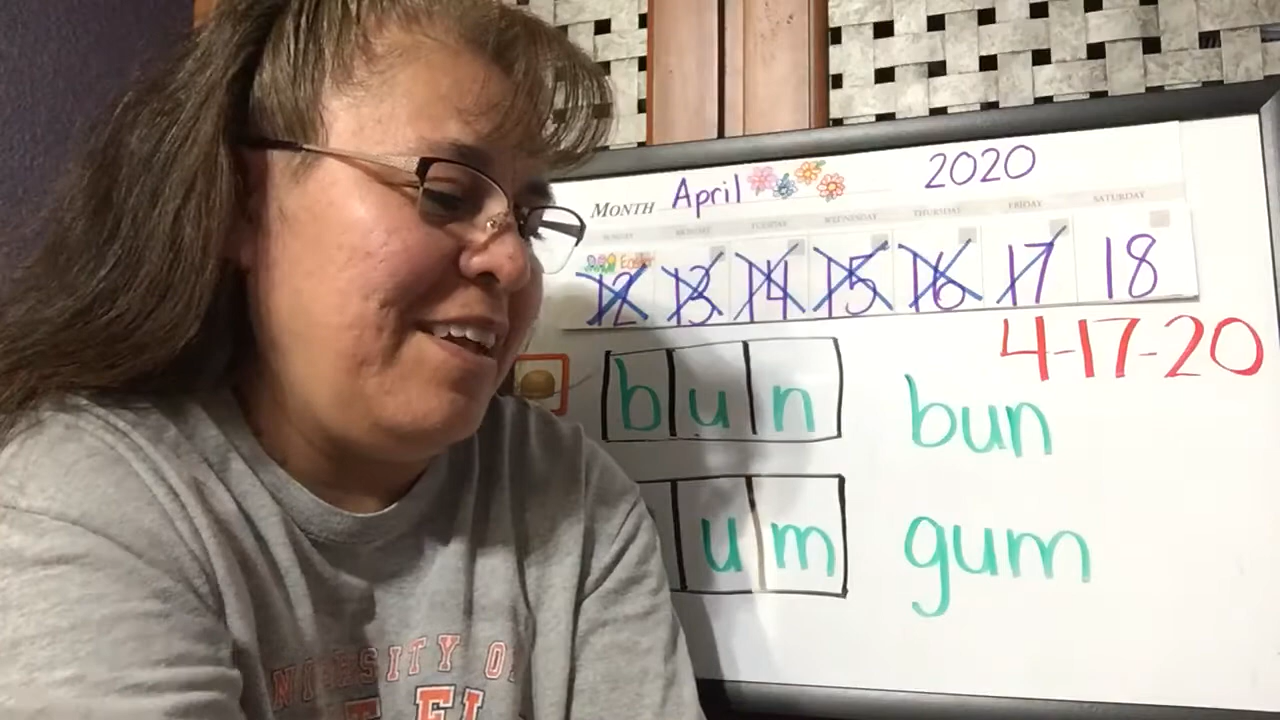 MONTH April 2020
SUNDAY MONDAY TUESDAY WEDNESDAY THURSDAY FRIDAY SATURDAY
Easter
12 13 14 15 16 17 18
4-17-20
b u n bun
u m gum